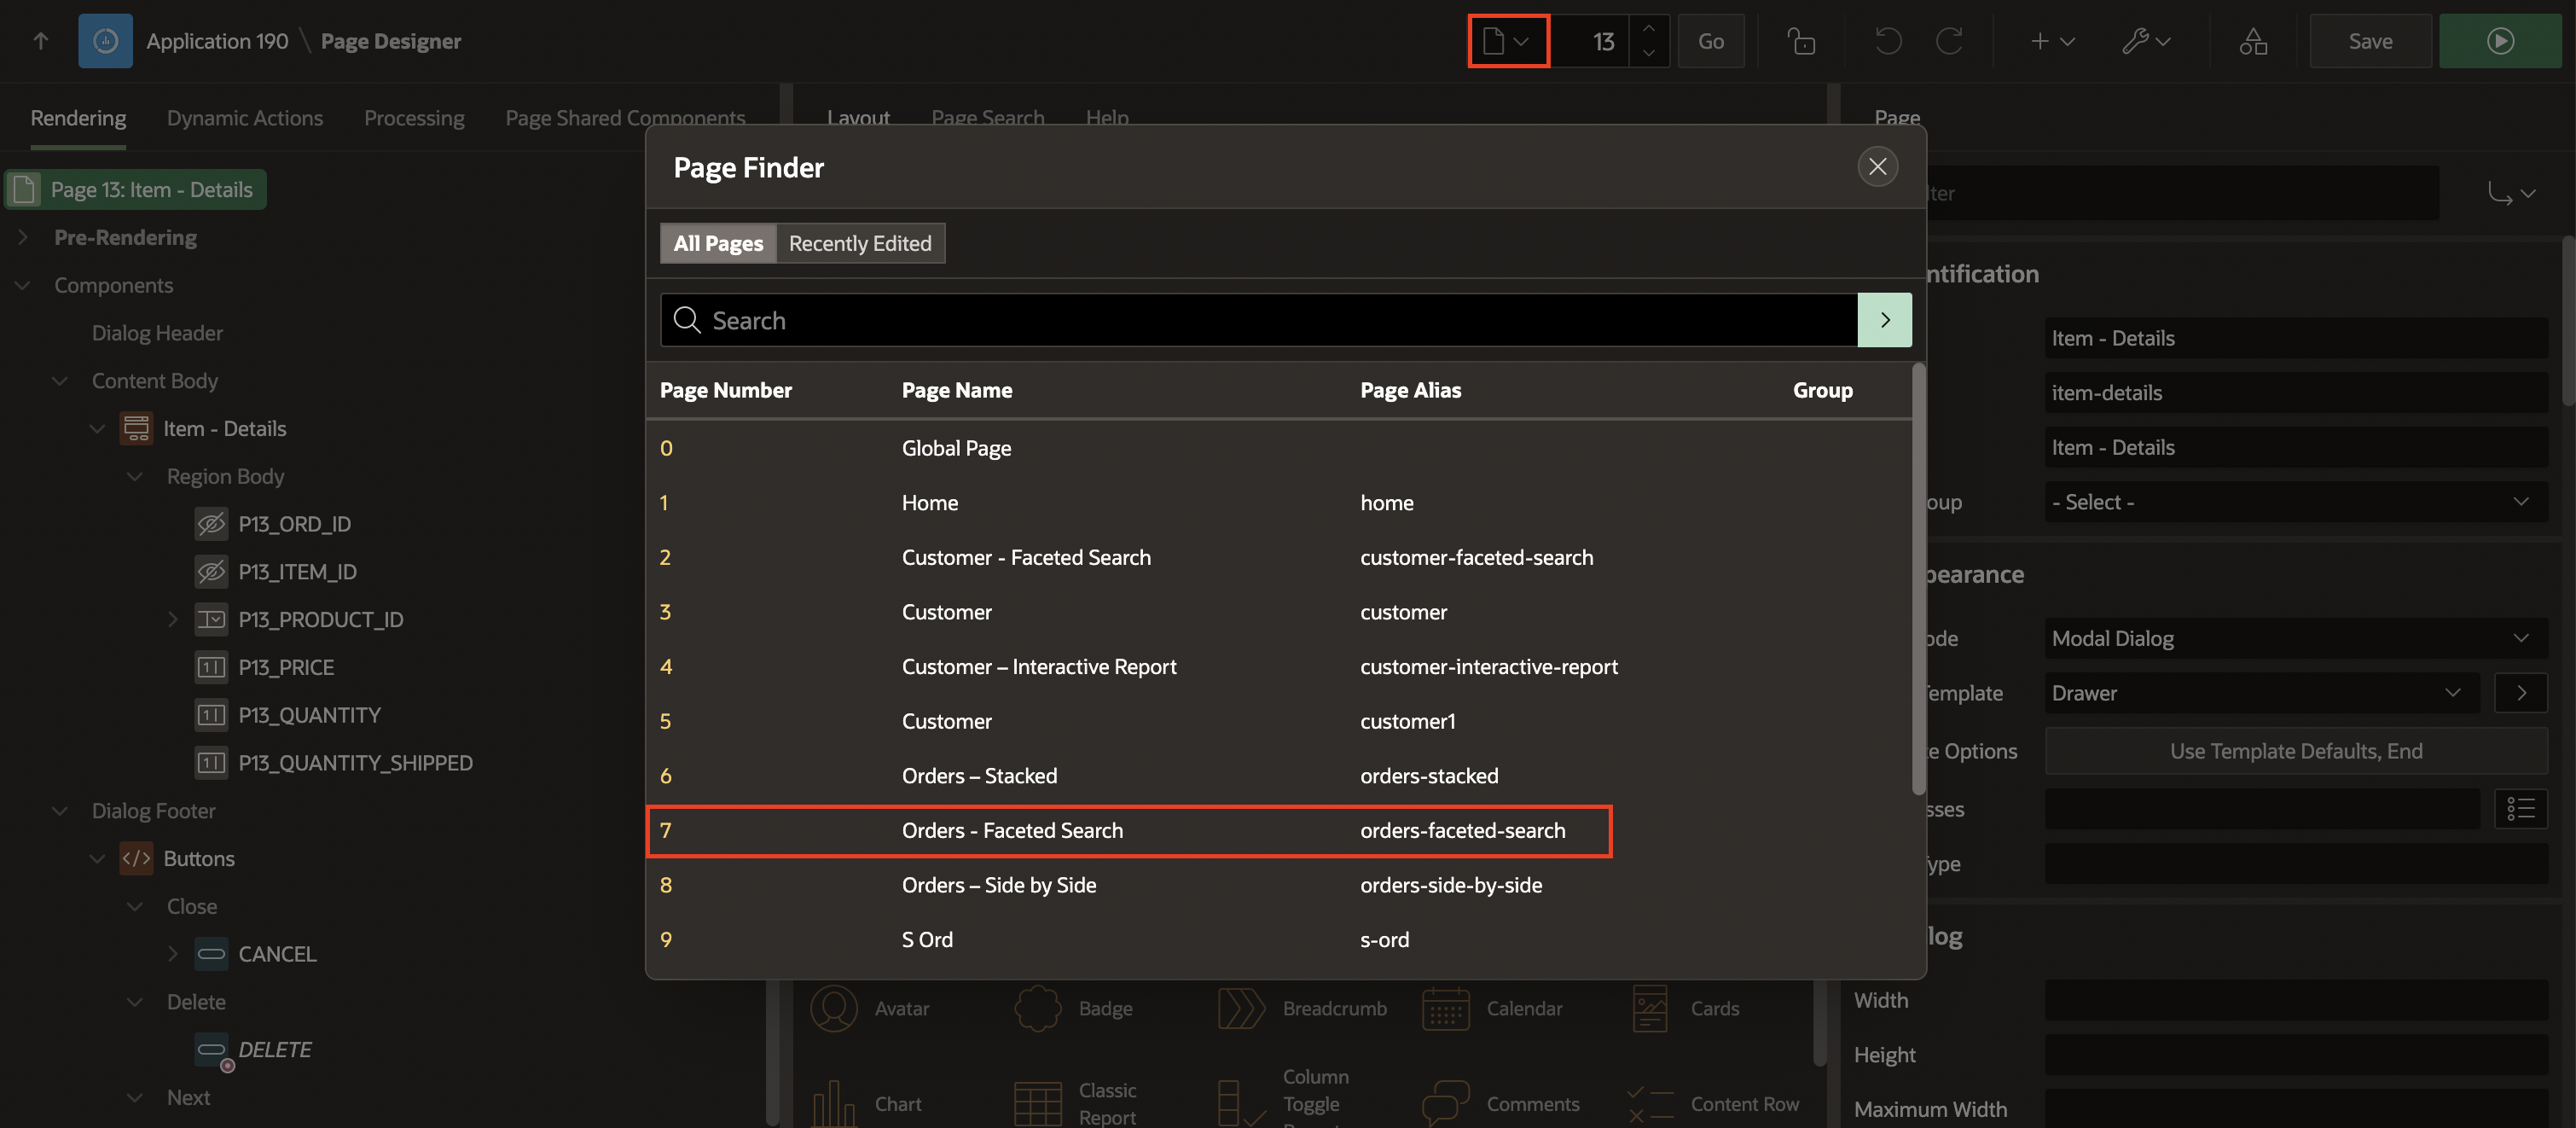 Application 190 \ Page Designer
13
Go
Save
Rendering Dynamic Actions Processing Page Shared Components
Layout Page Search Help
Page
Page 13: Item - Details
Pre-Rendering
Components
Dialog Header
Content Body
Item - Details
Region Body
P13_ORD_ID
P13_ITEM_ID
P13_PRODUCT_ID
P13_PRICE
P13_QUANTITY
P13_QUANTITY_SHIPPED
Dialog Footer
Buttons
Close
CANCEL
Delete
DELETE
Next
Page Finder
All Pages Recently Edited
Search
Page Number Page Name Page Alias Group
0 Global Page
1 Home home
2 Customer - Faceted Search customer-faceted-search
3 Customer customer
4 Customer – Interactive Report customer-interactive-report
5 Customer customer1
6 Orders – Stacked orders-stacked
7 Orders - Faceted Search orders-faceted-search
8 Orders – Side by Side orders-side-by-side
9 S Ord s-ord
Avatar Badge Breadcrumb Calendar Cards
Chart
Classic
Report
Column
Toggle
Comments
Content Row
lter
ntification
Item - Details
item-details
Item - Details
oup - Select -
pearance
ode Modal Dialog
Template Drawer
e Options Use Template Defaults, End
sses
ype
log
Width
Height
Maximum Width